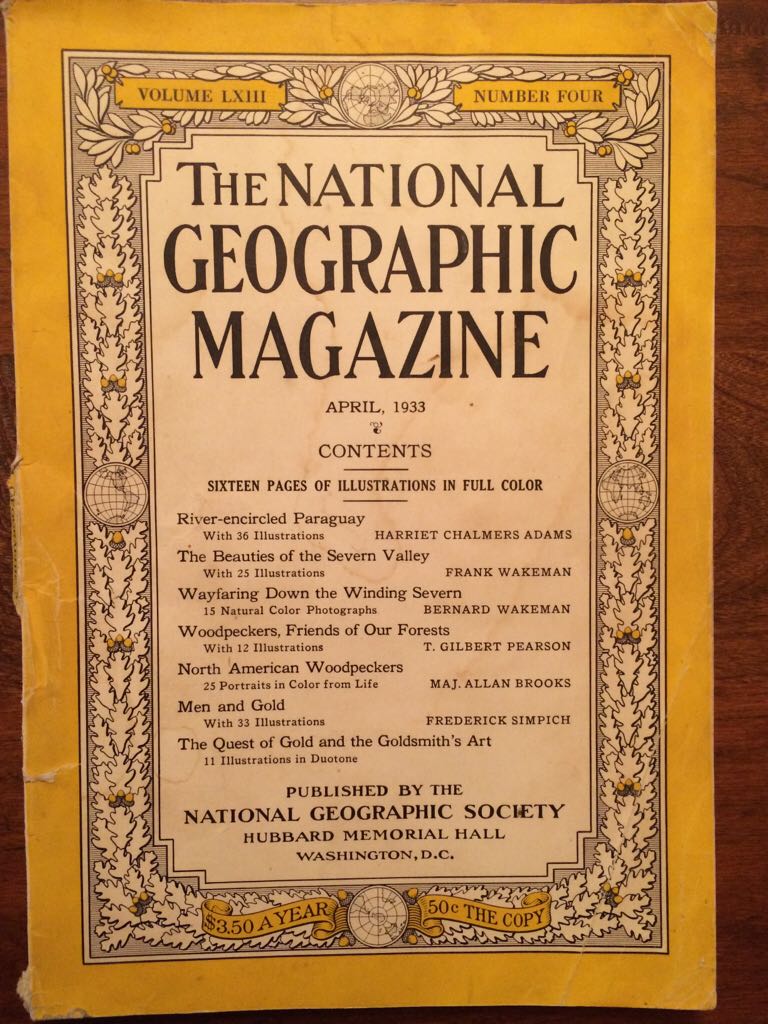 VOLUME LXIII
NUMBER FOUR
THE NATIONAL
GEOGRAPHIC
MAGAZINE
APRIL, 1933
CONTENTS
SIXTEEN PAGES OF ILLUSTRATIONS IN FULL COLOR
River-encircled Paraguay
With 36 Illustrations HARRIET CHALMERS ADAMS
The Beauties of the Severn Valley
With 25 Illustrations FRANK WAKEMAN
Wayfaring Down the Winding Severn
15 Natural Color Photographs BERNARD WAKEMAN
Woodpeckers, Friends of Our Forests
With 12 Illustrations T. GILBERT PEARSON
North American Woodpeckers
25 Portraits in Color from Life MAJ. ALLAN BROOKS
Men and Gold
With 33 Illustrations FREDERICK SIMPICH
The Quest of Gold and the Goldsmith's Art
11 Illustrations in Duotone
PUBLISHED BY THE
NATIONAL GEOGRAPHIC SOCIETY
HUBBARD MEMORIAL HALL
WASHINGTON, D.C.
$3.50 A YEAR
50c THE COPY